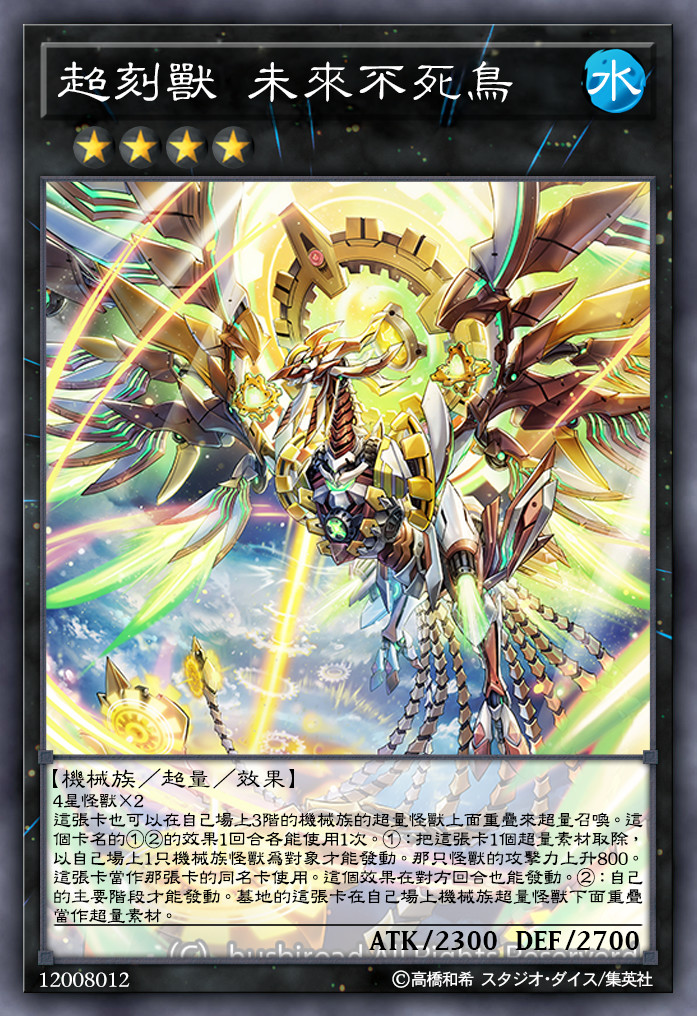 超刻獸 未來不死鳥
水
【機械族／超量／效果】
4星怪獸×2
這張卡也可以在自己場上3階的機械族的超量怪獸上面重疊來超量召喚。這
個卡名的①②的效果1回合各能使用1次。①：把這張卡1個超量素材取除，
以自己場上1只機械族怪獸為對象才能發動。那只怪獸的攻擊力上升800。
這張卡當作那張卡的同名卡使用。這個效果在對方回合也能發動。②：自己
的主要階段才能發動。墓地的這張卡在自己場上機械族超量怪獸下面重疊
當作超量素材。
(C) bushiroad All Rights Reserverd
ATK/2300 DEF/2700
12008012
©高橋和希 スタジオ・ダイス/集英社